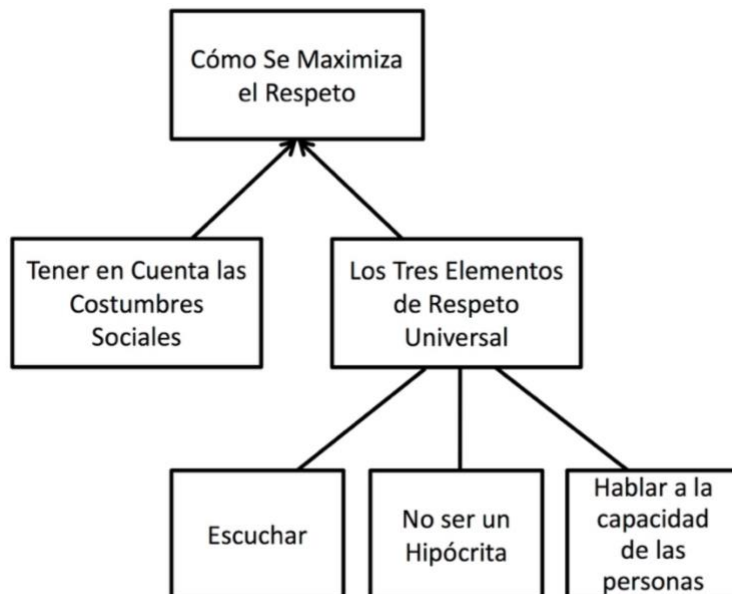 Cómo Se Maximiza
el Respeto
Tener en Cuenta las
Costumbres
Sociales
Los Tres Elementos
de Respeto
Universal
Escuchar
No ser un
Hipócrita
Hablar a la
capacidad
de las
personas